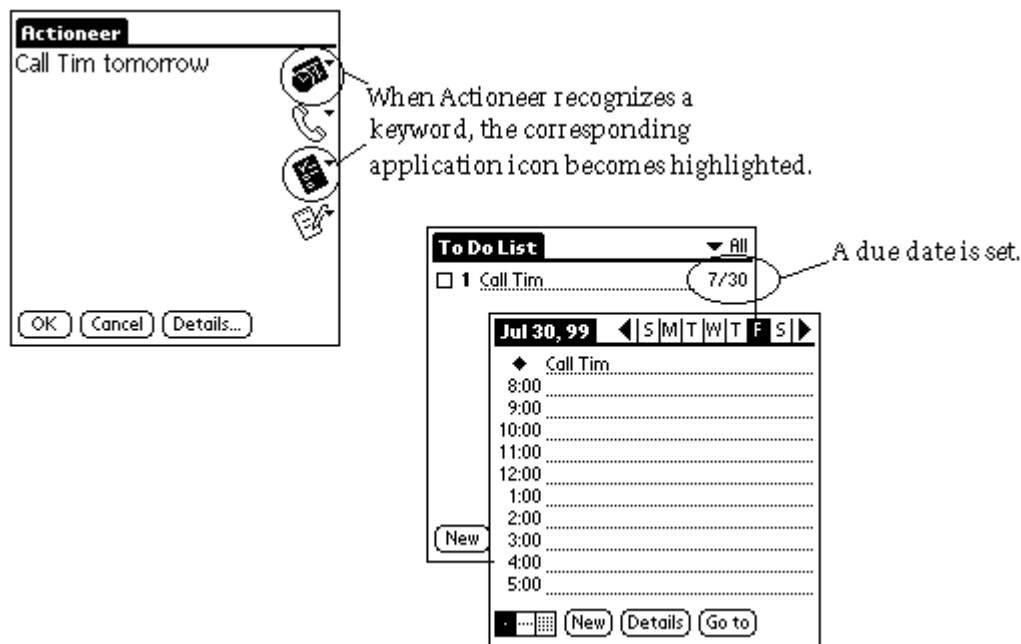 Actioneer
Call Tim tomorrow
When Actioneer recognizes a
keyword, the corresponding
application icon becomes highlighted.
OK Cancel Details...
To Do List All
1 Call Tim 7/30
A due date is set.
New
Jul 30, 99 S M T W T F S
Call Tim
8:00
9:00
10:00
11:00
12:00
1:00
2:00
3:00
4:00
5:00
New Details Go to